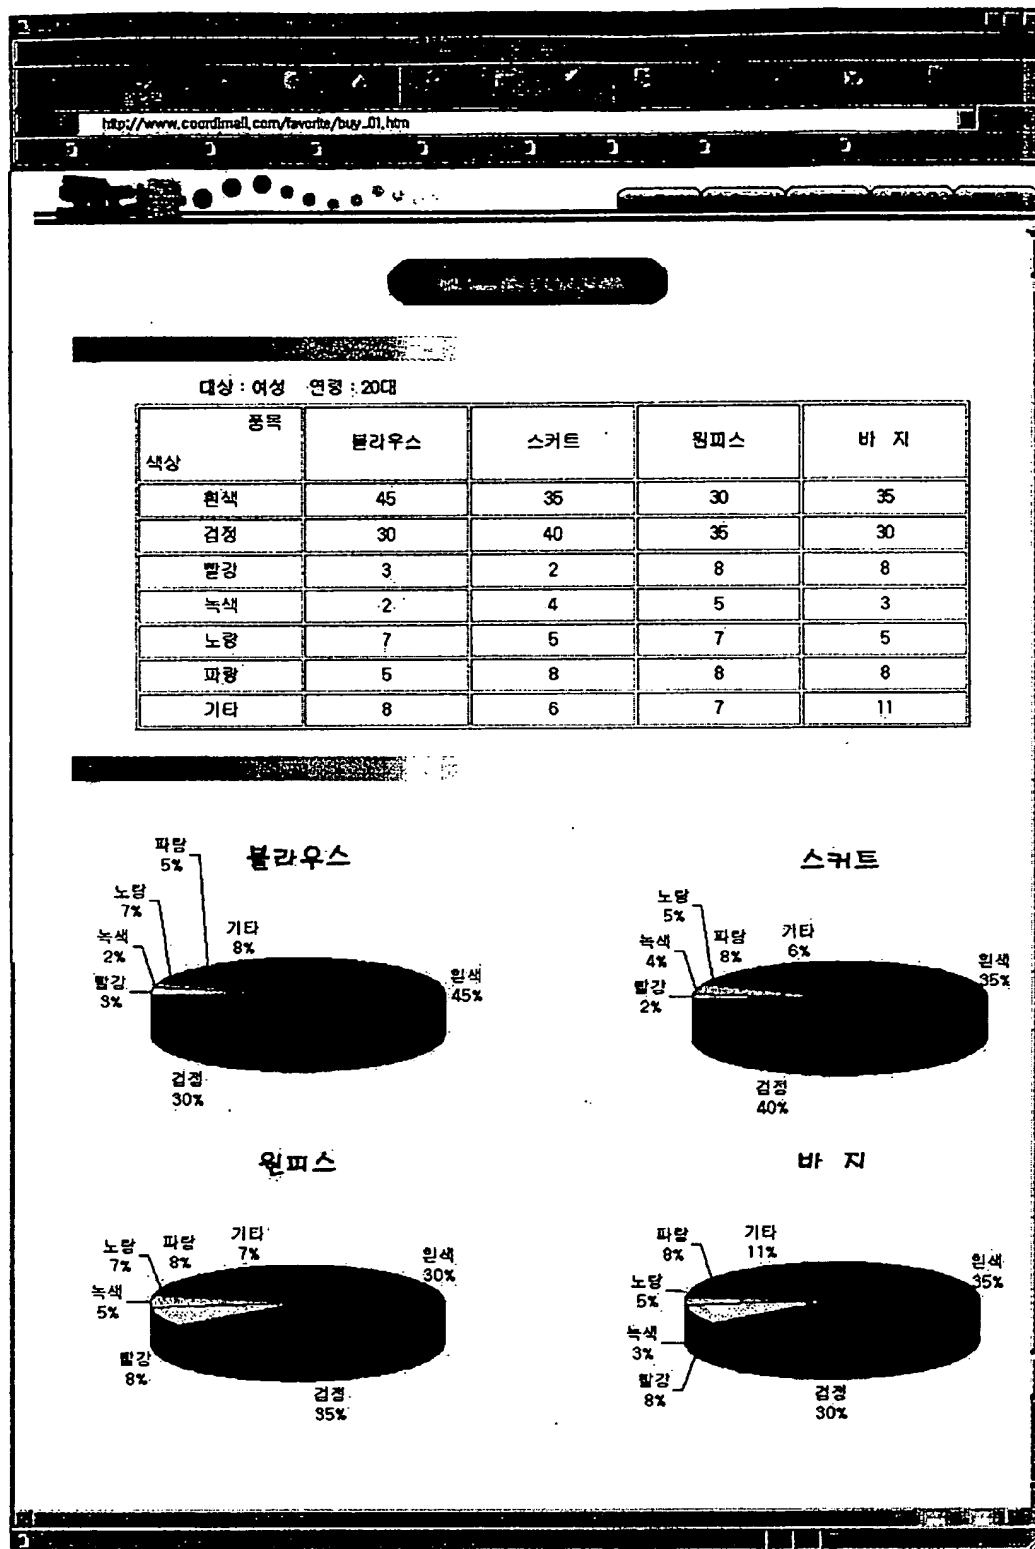 http://www.coordimall.com/favorite/buy_01.htm
대상 : 여성 연령 : 20대
품목
색상
블라우스 스커트 원피스 바 지
흰색 45 35 30 35
검정 30 40 35 30
빨강 3 2 8 8
녹색 2 4 5 3
노랑 7 5 7 5
파랑 5 8 8 8
기타 8 6 7 11
블라우스
파랑
5%
노랑
7%
녹색
2%
빨강
3%
기타
8%
흰색
45%
검정
30%
스커트
노랑
5%
녹색
4%
빨강
2%
파랑
8%
기타
6%
흰색
35%
검정
40%
원피스
노랑
7%
파랑
8%
기타
7%
녹색
5%
빨강
8%
흰색
30%
검정
35%
바 지
파랑
8%
기타
11%
노랑
5%
녹색
3%
빨강
8%
흰색
35%
검정
30%